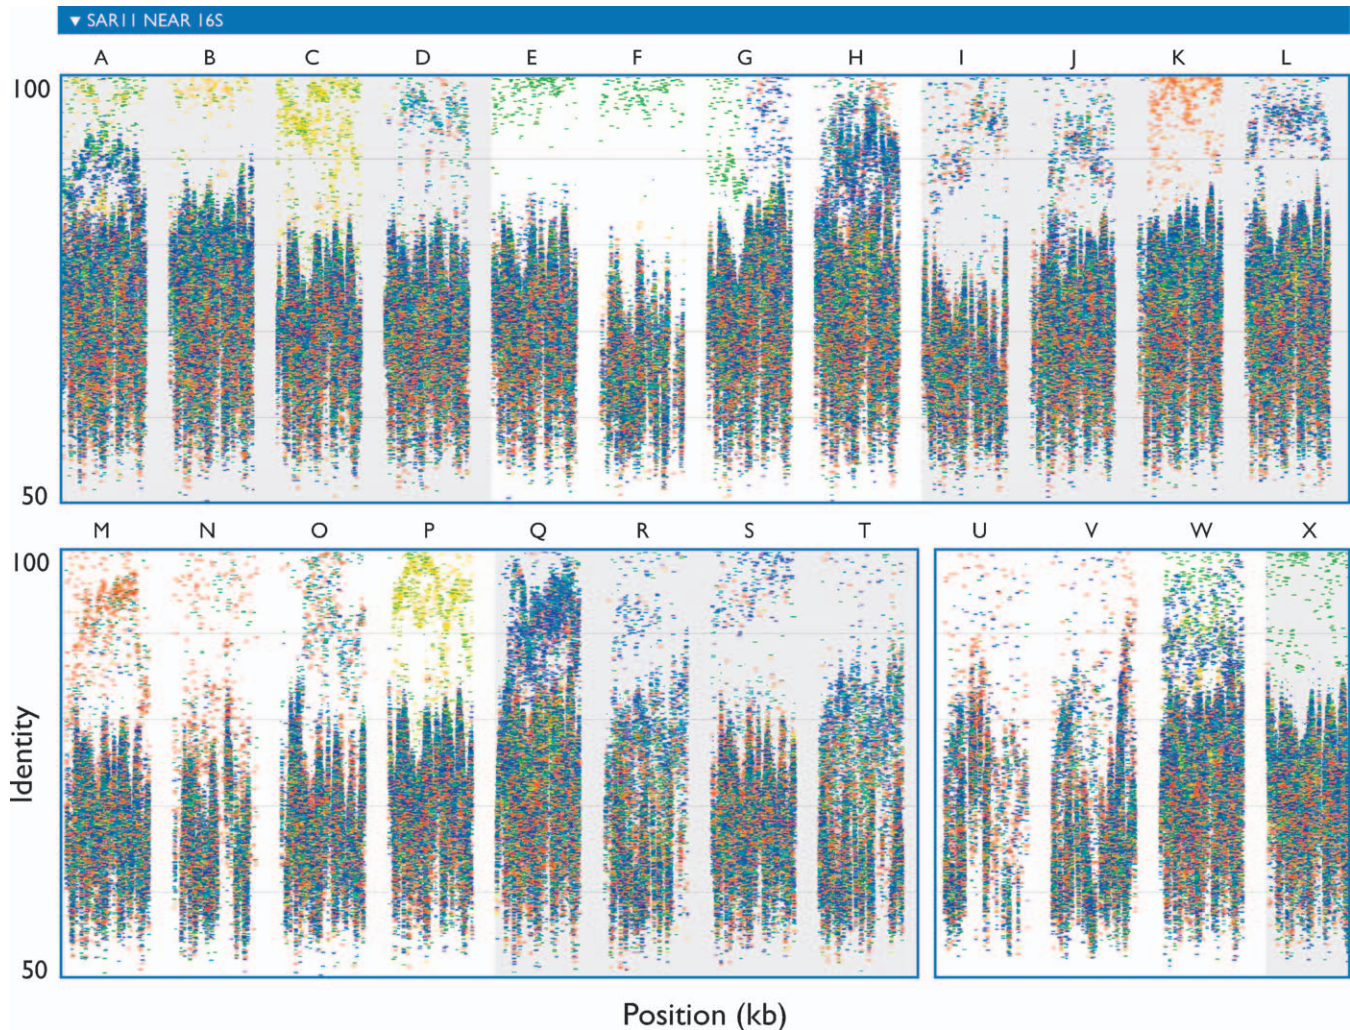 ▼ SAR11 NEAR 16S
A B C D E F G H I J K L
100
50
M N O P Q R S T U V W X
100
Identity
50
Position (kb)